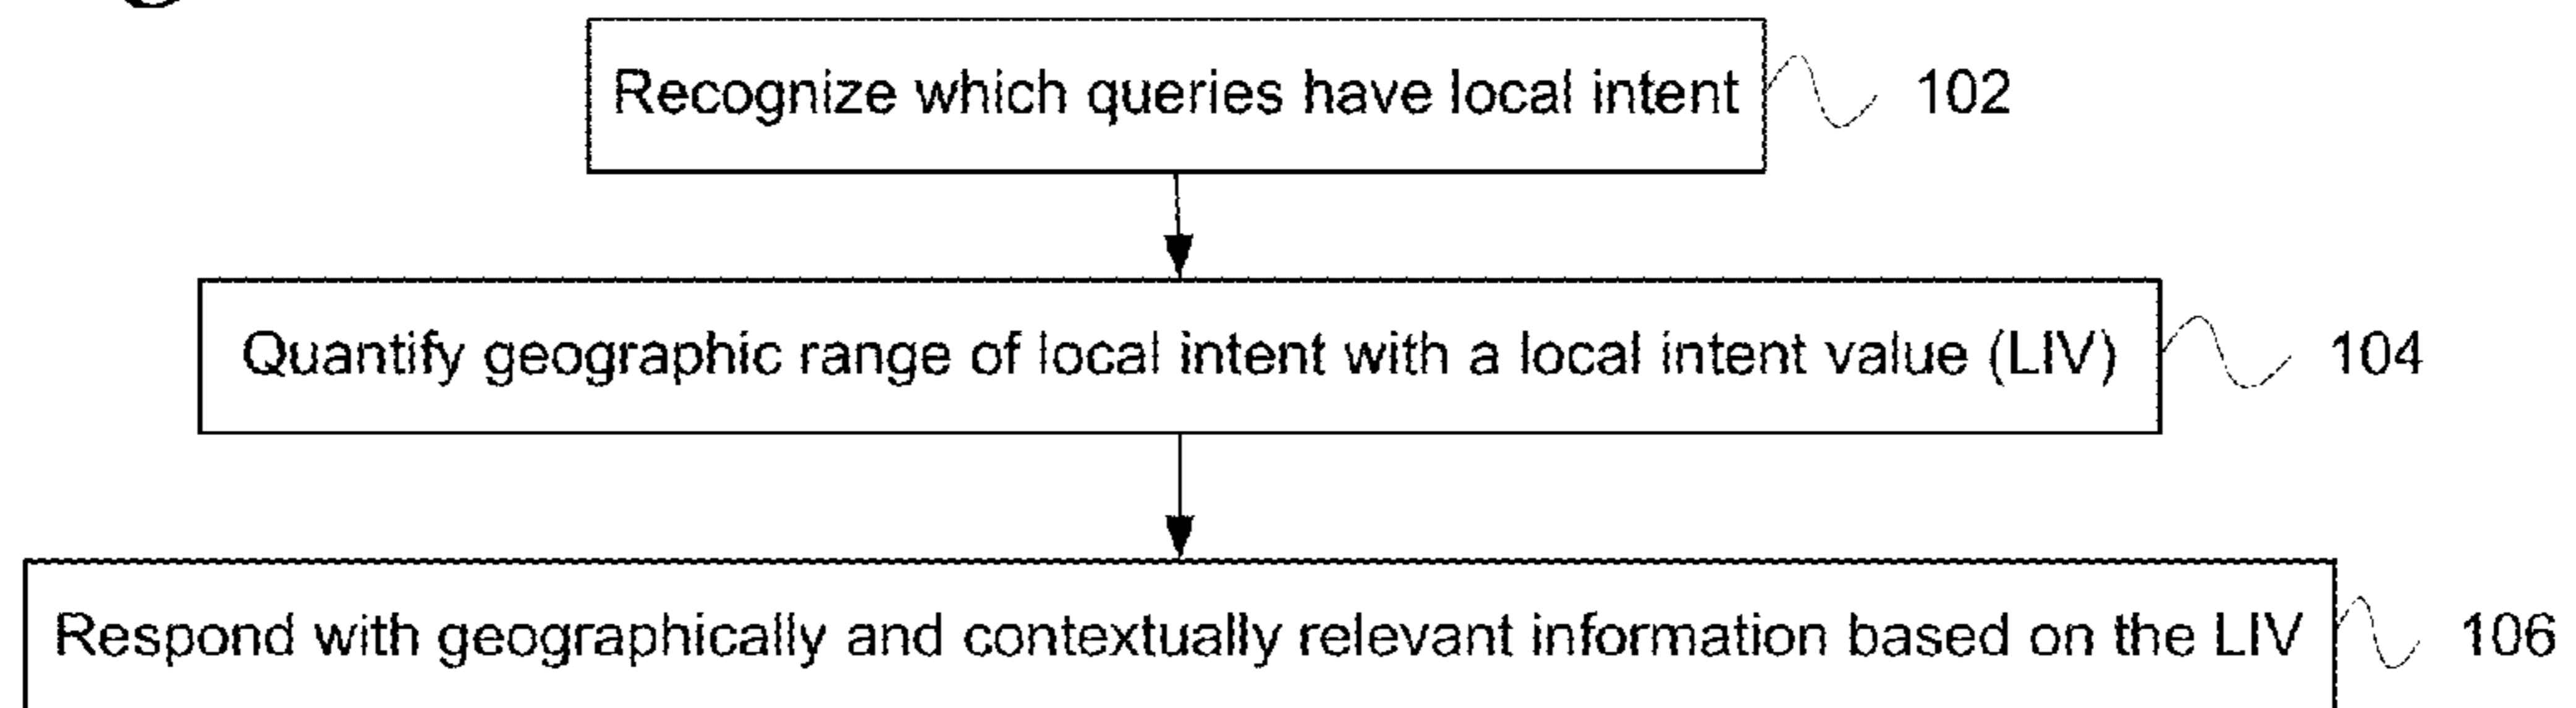 Recognize which queries have local intent 102
Quantify geographic range of local intent with a local intent value (LIV) 104
Respond with geographically and contextually relevant information based on the LIV 106